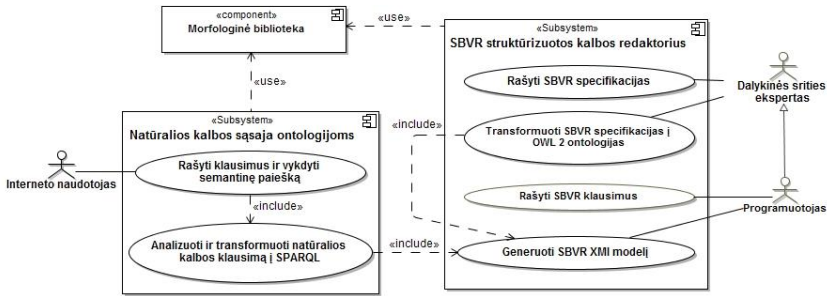 «component»
Morfologinė biblioteka
«use»
«use»
«Subsystem»
SBVR struktūrizuotos kalbos redaktorius
Rašyti SBVR specifikacijas
Dalykinės srities
ekspertas
Transformuoti SBVR specifikacijas į
OWL 2 ontologijas
«include»
Rašyti SBVR klausimus
Programuotojas
Generuoti SBVR XMI modelį
«Subsystem»
Natūralios kalbos sąsaja ontologijoms
Interneto naudotojas
Rašyti klausimus ir vykdyti
semantinę paiešką
«include»
Analizuoti ir transformuoti natūralios
kalbos klausimą į SPARQL
«include»